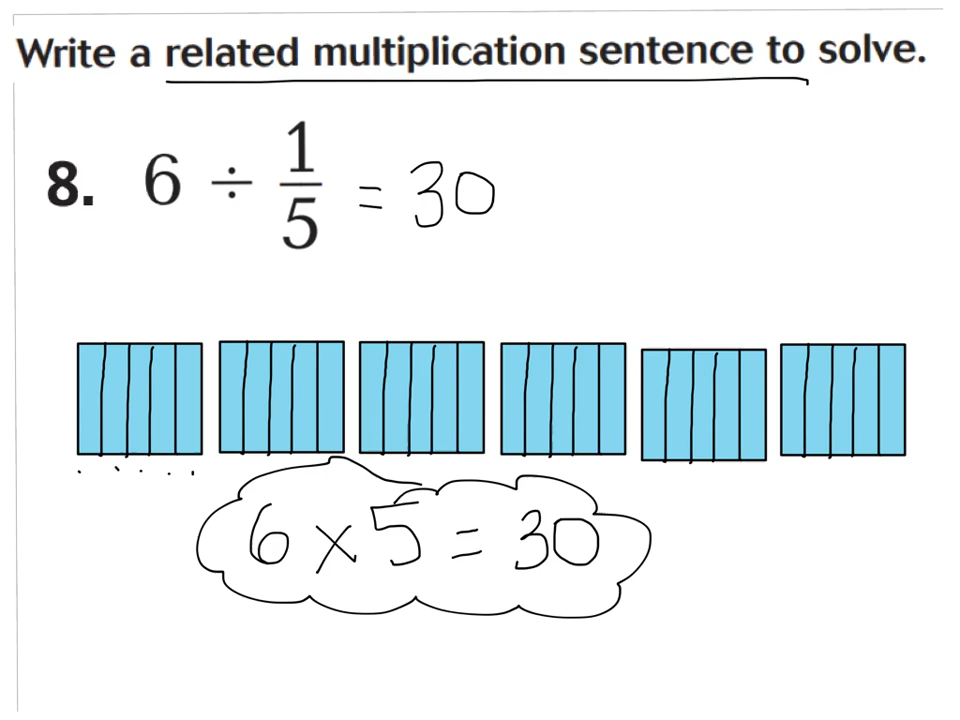 Write a related multiplication sentence to solve.
8. 6 ÷ 1/5 = 30
6 × 5 = 30